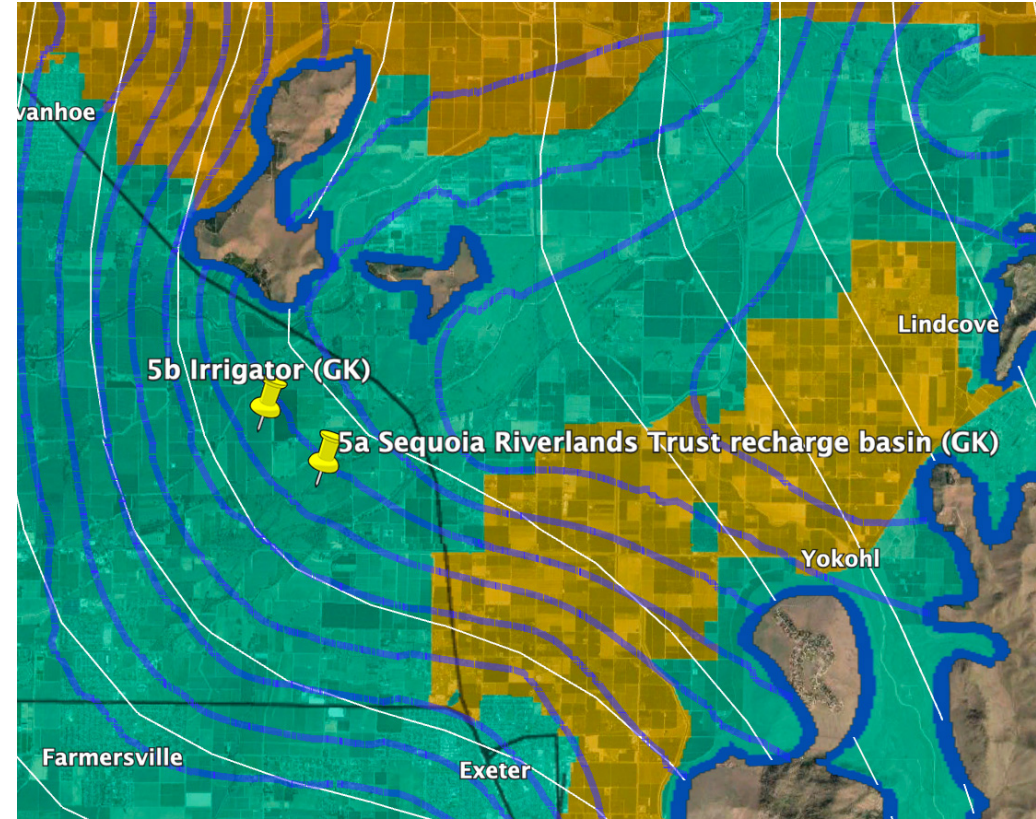 vanhoe
Lindcove
5b Irrigator (GK)
5a Sequoia Riverlands Trust recharge basin (GK)
Yokohl
Farmersville
Exeter